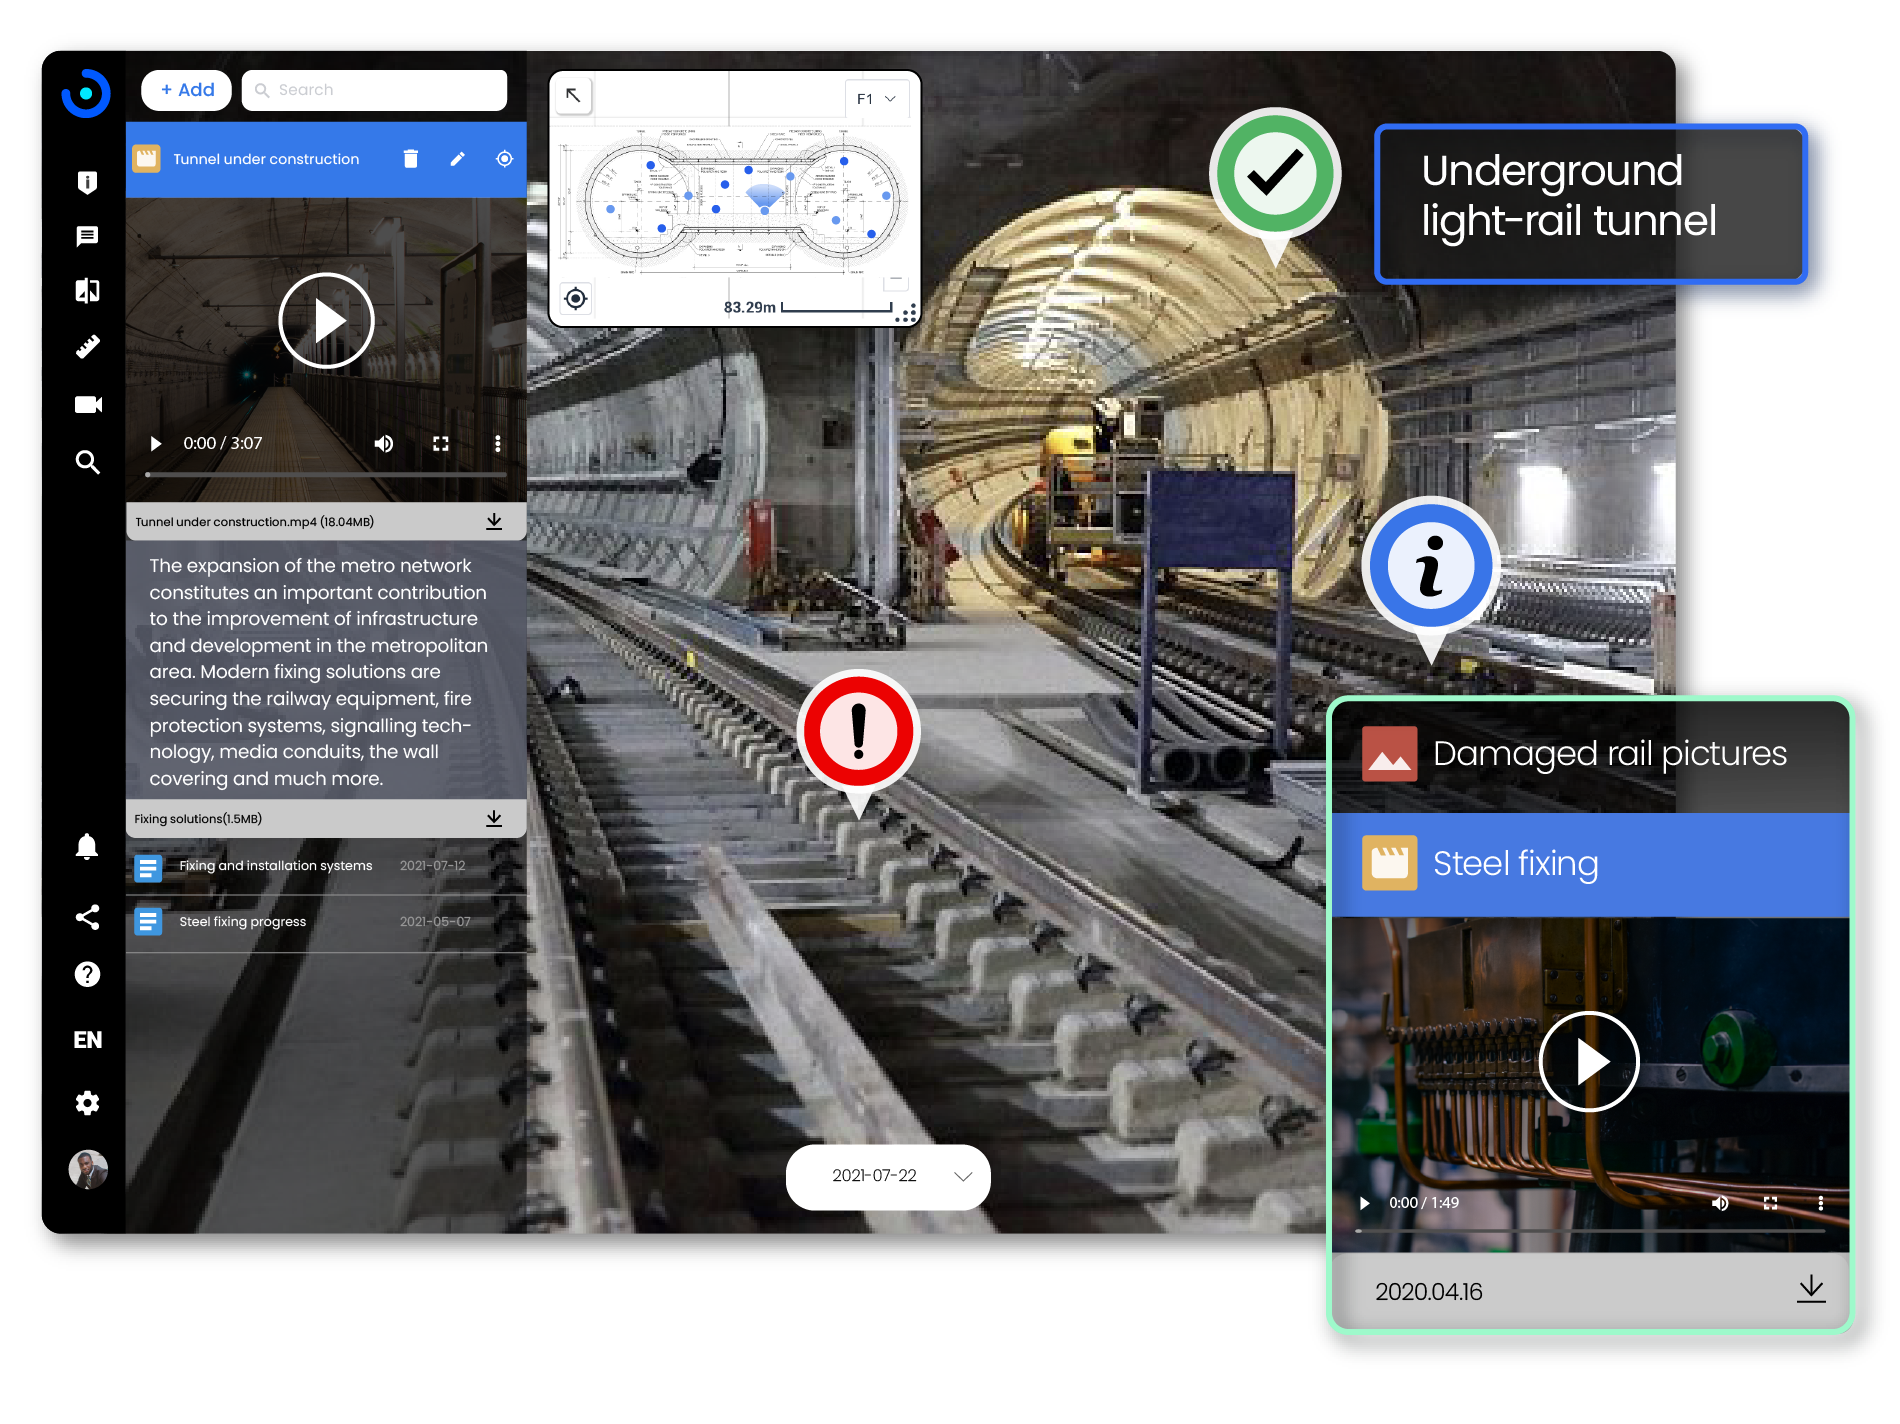 + Add
Search
Tunnel under construction
0:00 / 3:07
Tunnel under construction.mp4 (18.04MB)
The expansion of the metro network
constitutes an important contribution
to the improvement of infrastructure
and development in the metropolitan
area. Modern fixing solutions are
securing the railway equipment, fire
protection systems, signalling tech-
nology, media conduits, the wall
covering and much more.
Fixing solutions(1.5MB)
Fixing and installation systems 2021-07-12
Steel fixing progress 2021-05-07
EN
F1
83.29m
Underground
light-rail tunnel
2021-07-22
Damaged rail pictures
Steel fixing
0:00 / 1:49
2020.04.16